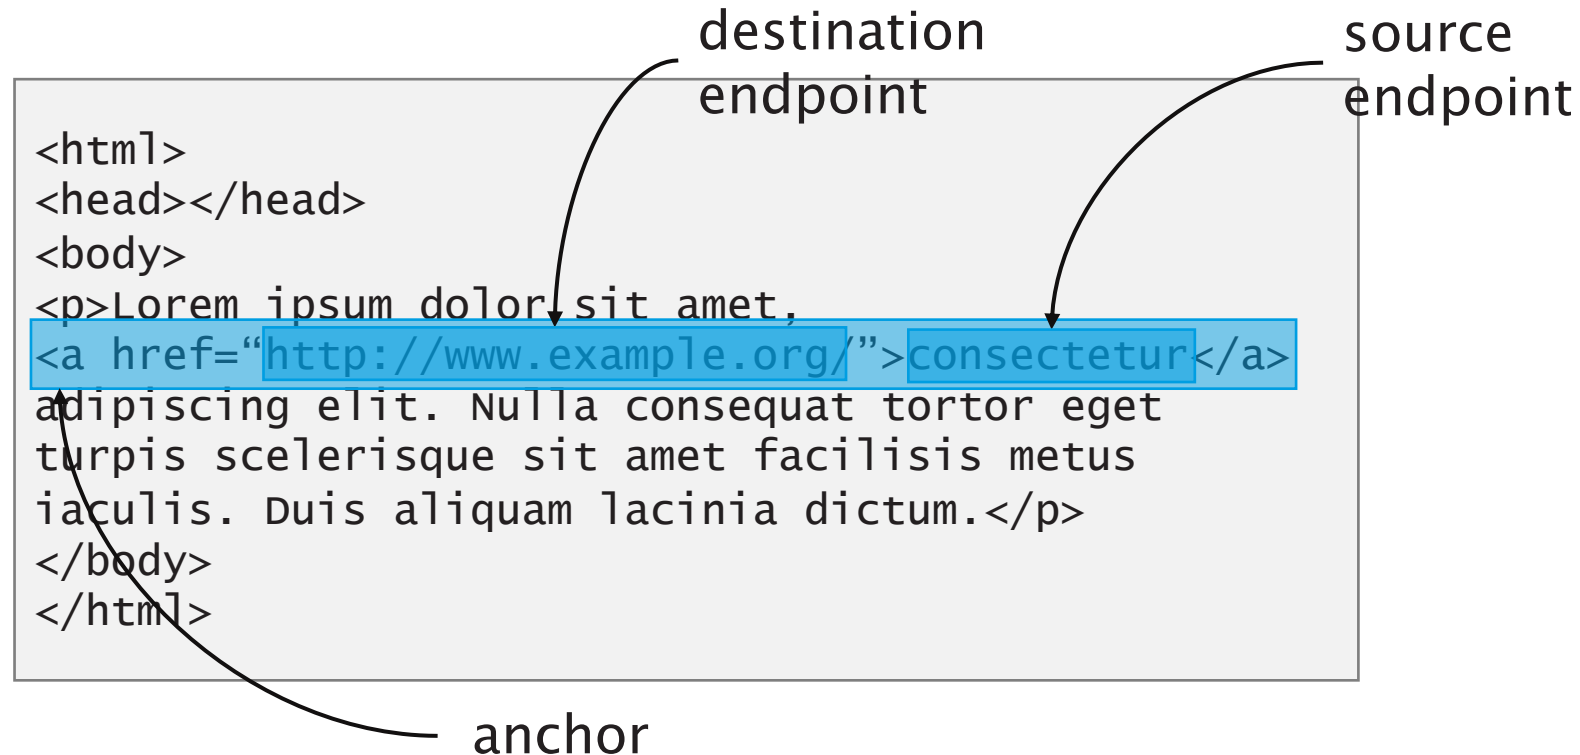 destination
endpoint
source
endpoint
<html>
<head></head>
<body>
<p>Lorem ipsum dolor sit amet,
<a href=“http://www.example.org/”>consectetur</a>
adipiscing elit. Nulla consequat tortor eget
turpis scelerisque sit amet facilisis metus
iaculis. Duis aliquam lacinia dictum.</p>
</body>
</html>
anchor